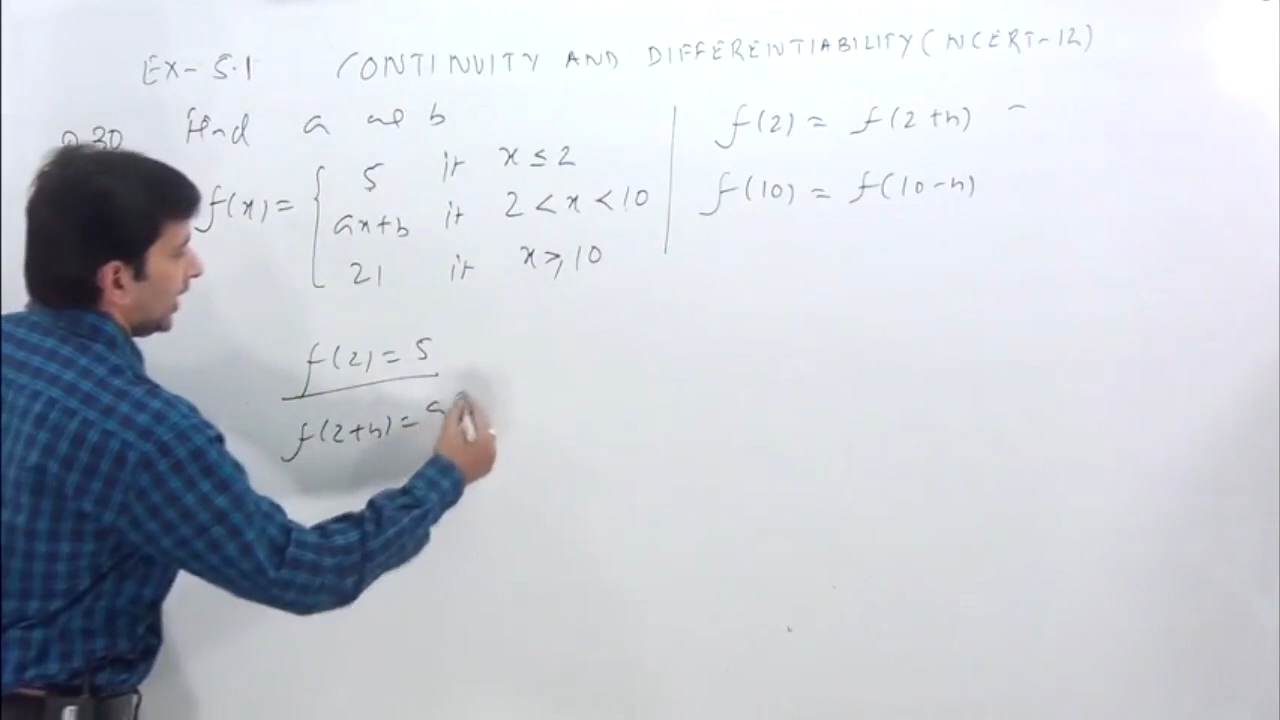 EX-5.1 CONTINUITY AND DIFFERENTIABILITY (NCERT-12)
30 Find a b
f(x) = { 5 if x ≤ 2
ax+b if 2 < x < 10
21 if x ≥ 10
f(2) = f(2+h)
f(10) = f(10-h)
f(2) = 5
f(2+h) = a